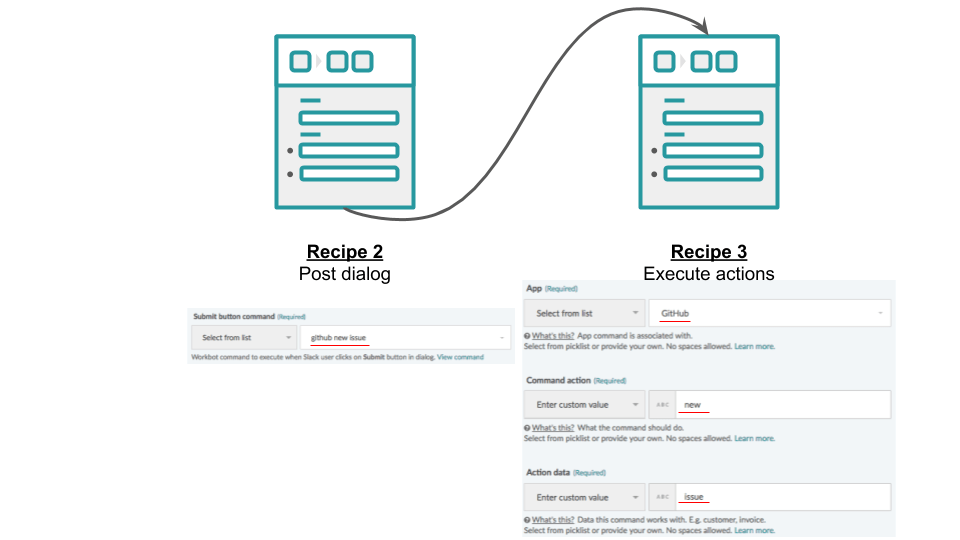 Recipe 2
Post dialog
Submit button command (Required)
Select from list
github new issue
Workbot command to execute when Slack user clicks on Submit button in dialog. View command
Recipe 3
Execute actions
App (Required)
Select from list
GitHub
What's this? App command is associated with.
Select from picklist or provide your own. No spaces allowed. Learn more.
Command action (Required)
Enter custom value
ABC
new
What's this? What the command should do.
Select from picklist or provide your own. No spaces allowed. Learn more.
Action data (Required)
Enter custom value
ABC
issue
What's this? Data this command works with. E.g. customer, invoice.
Select from picklist or provide your own. No spaces allowed. Learn more.